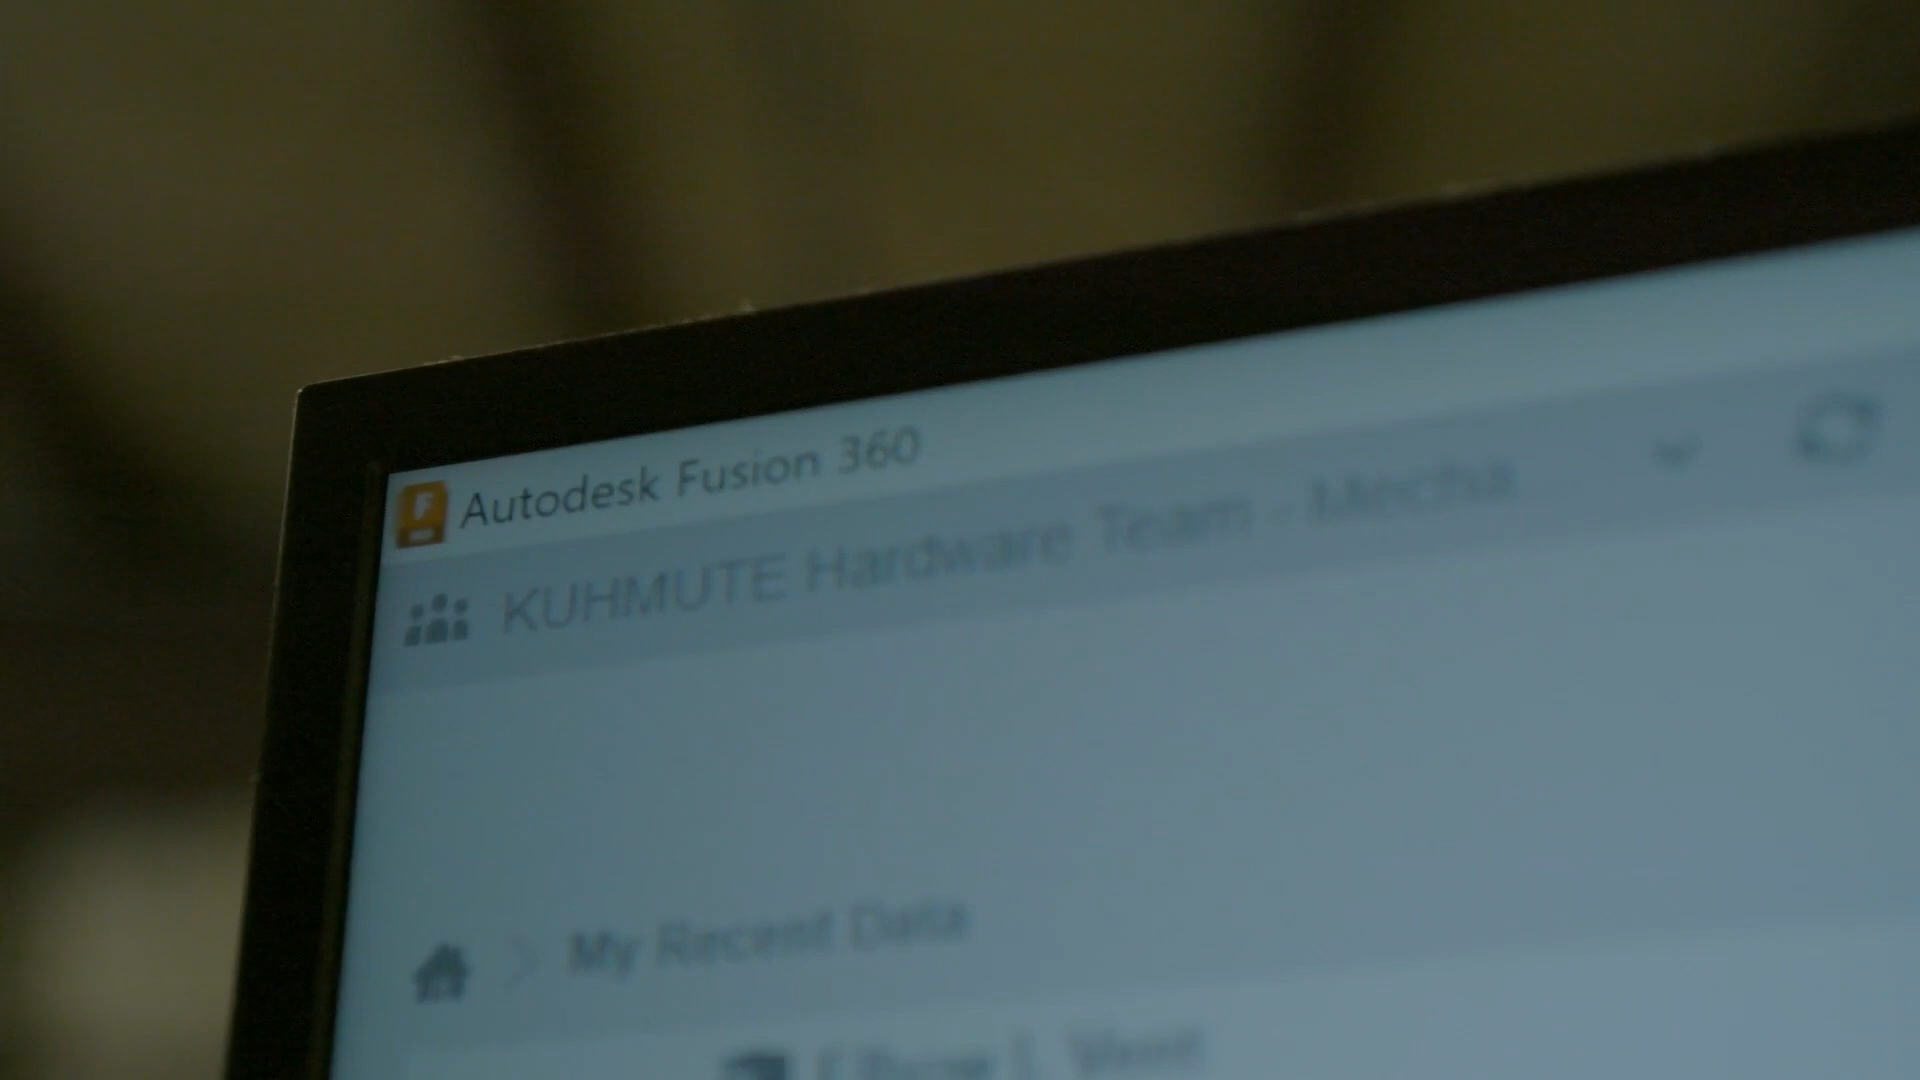 F
Autodesk Fusion 360
KUHMUTE Hardware Team - Mecha
My Recent Data